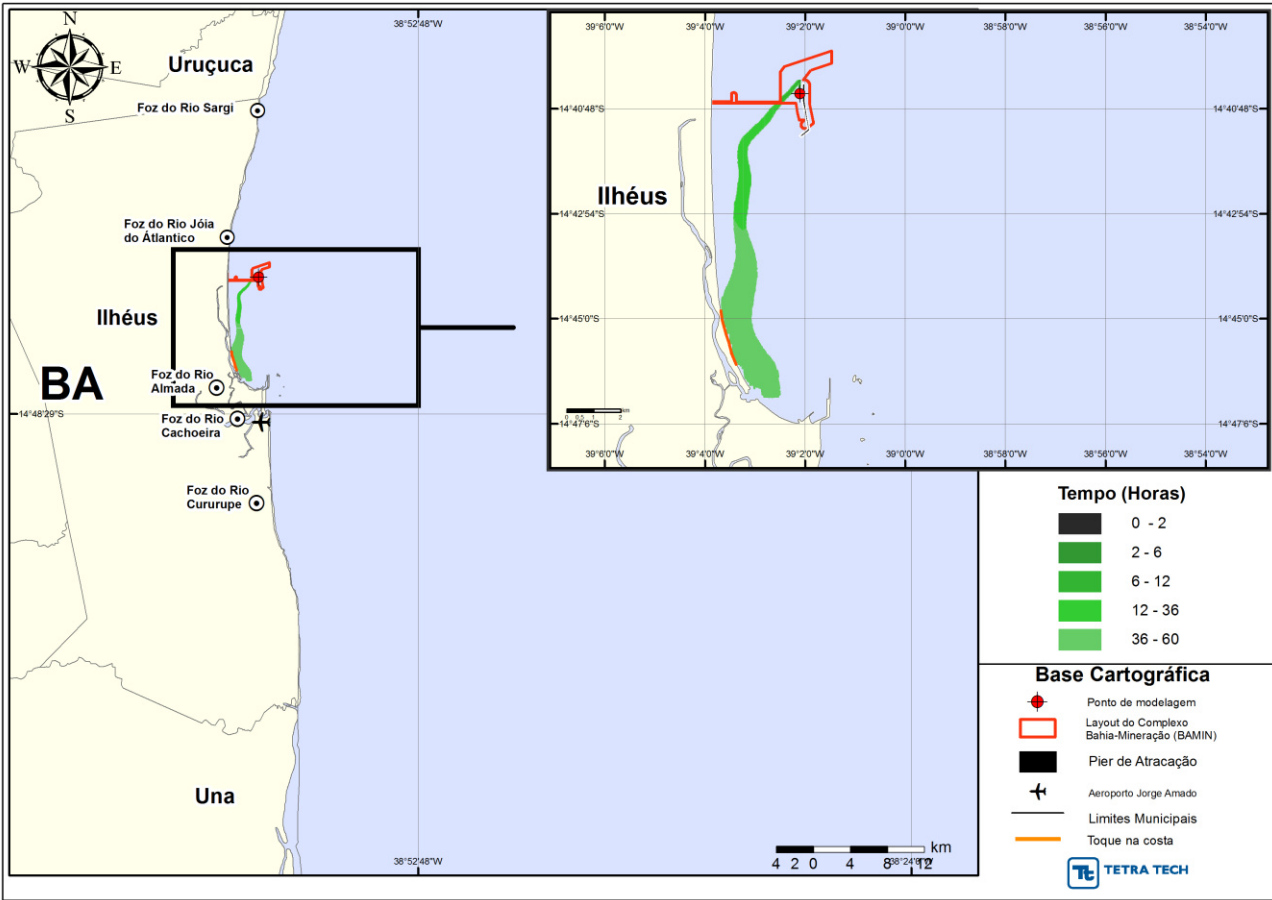 38°52'48"W
N
W
E
S
Uruçuca
Foz do Rio Sargi
Foz do Rio Jóia
do Átlantico
Ilhéus
BA
Foz do Rio
Almada
14°48'29"S
Foz do Rio
Cachoeira
Foz do Rio
Cururupe
Una
38°52'48"W
4 2 0 4 8 12
km
39°6'0"W
39°4'0"W
39°2'0"W
39°0'0"W
38°58'0"W
38°56'0"W
38°54'0"W
14°40'48"S
14°40'48"S
Ilhéus
14°42'54"S
14°42'54"S
14°45'0"S
14°45'0"S
14°47'6"S
14°47'6"S
39°6'0"W
39°4'0"W
39°2'0"W
39°0'0"W
38°58'0"W
38°56'0"W
38°54'0"W
Tempo (Horas)
0 - 2
2 - 6
6 - 12
12 - 36
36 - 60
Base Cartográfica
Ponto de modelagem
Layout do Complexo
Bahia-Mineração (BAMIN)
Pier de Atracação
Aeroporto Jorge Amado
Limites Municipais
Toque na costa
Tt TETRA TECH